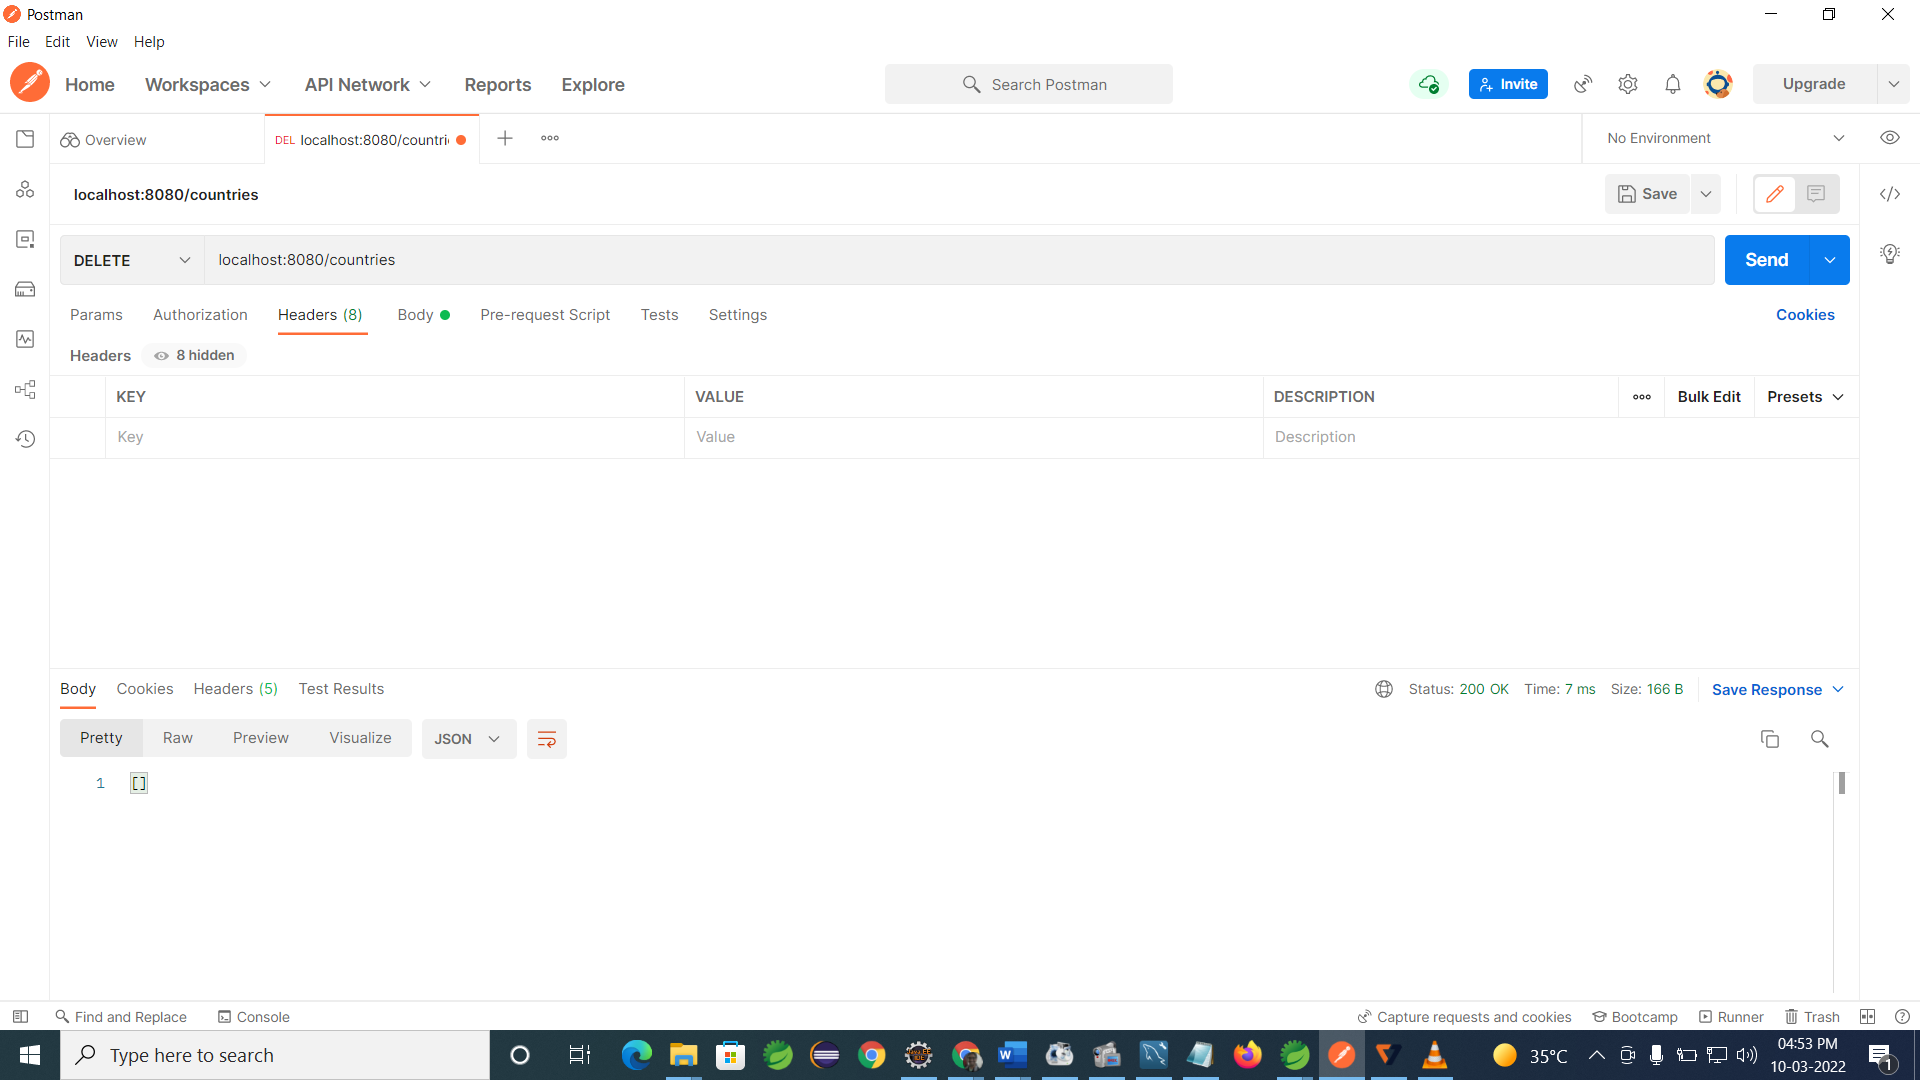 Postman
File Edit View Help
Home Workspaces API Network Reports Explore Search Postman Invite Upgrade
Overview DEL localhost:8080/countri No Environment
localhost:8080/countries Save
DELETE localhost:8080/countries Send
Params Authorization Headers (8) Body Pre-request Script Tests Settings Cookies
Headers 8 hidden
KEY VALUE DESCRIPTION Bulk Edit Presets
Key Value Description
Body Cookies Headers (5) Test Results Status: 200 OK Time: 7 ms Size: 166 B Save Response
Pretty Raw Preview Visualize JSON
1 []
Find and Replace Console Capture requests and cookies Bootcamp Runner Trash
Type here to search 35°C 04:53 PM
10-03-2022 1